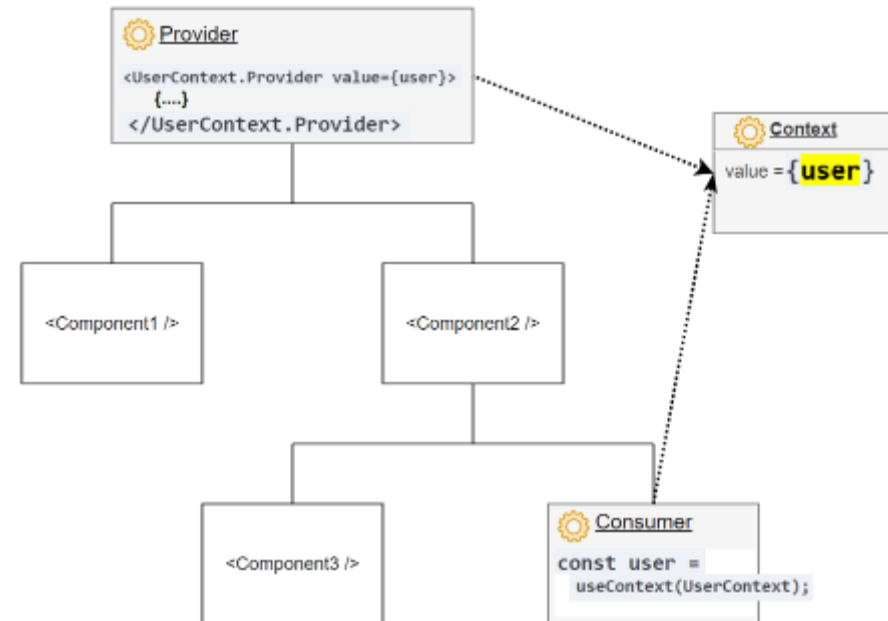 Provider
<UserContext.Provider value={user}>
{....}
</UserContext.Provider>
Context
value ={user}
<Component1 />
<Component2 />
<Component3 />
Consumer
const user =
useContext(UserContext);